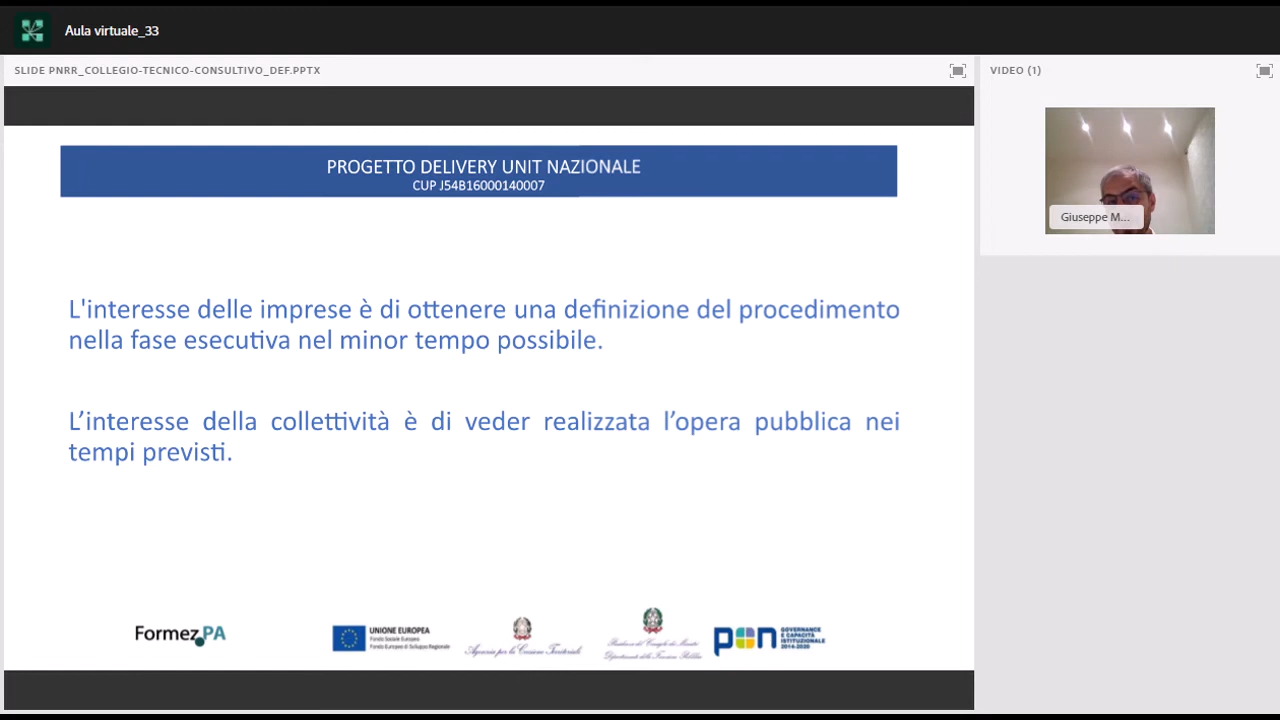 Aula virtuale_33
SLIDE PNRR_COLLEGIO-TECNICO-CONSULTIVO_DEF.PPTX
VIDEO (1)
PROGETTO DELIVERY UNIT NAZIONALE
CUP J54B16000140007
L'interesse delle imprese è di ottenere una definizione del procedimento
nella fase esecutiva nel minor tempo possibile.
L’interesse della collettività è di veder realizzata l’opera pubblica nei
tempi previsti.
Giuseppe M...
Formez PA
UNIONE EUROPEA
Fondo Sociale Europeo
Fondo Europeo di Sviluppo Regionale
Agenzia per la Coesione Territoriale
Presidenza del Consiglio dei Ministri
Dipartimento della Funzione Pubblica
pon
GOVERNANCE
E CAPACITÀ
ISTITUZIONALE
2014-2020